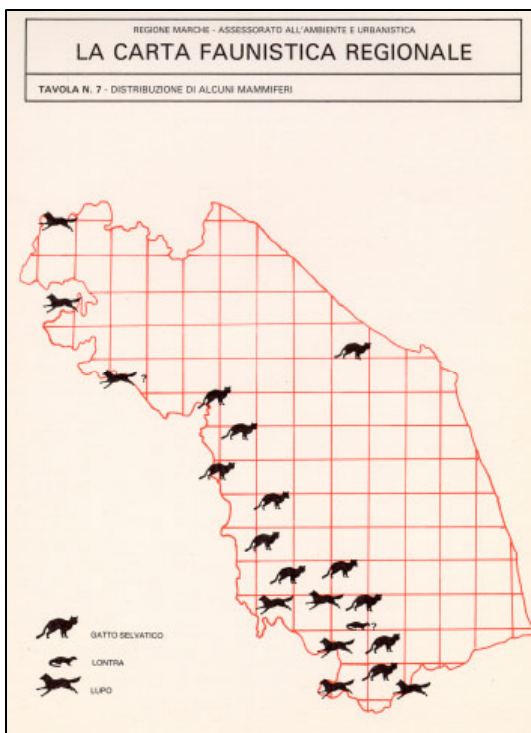 REGIONE MARCHE - ASSESSORATO ALL'AMBIENTE E URBANISTICA
LA CARTA FAUNISTICA REGIONALE
TAVOLA N. 7 - DISTRIBUZIONE DI ALCUNI MAMMIFERI
?
?
GATTO SELVATICO
LONTRA
LUPO